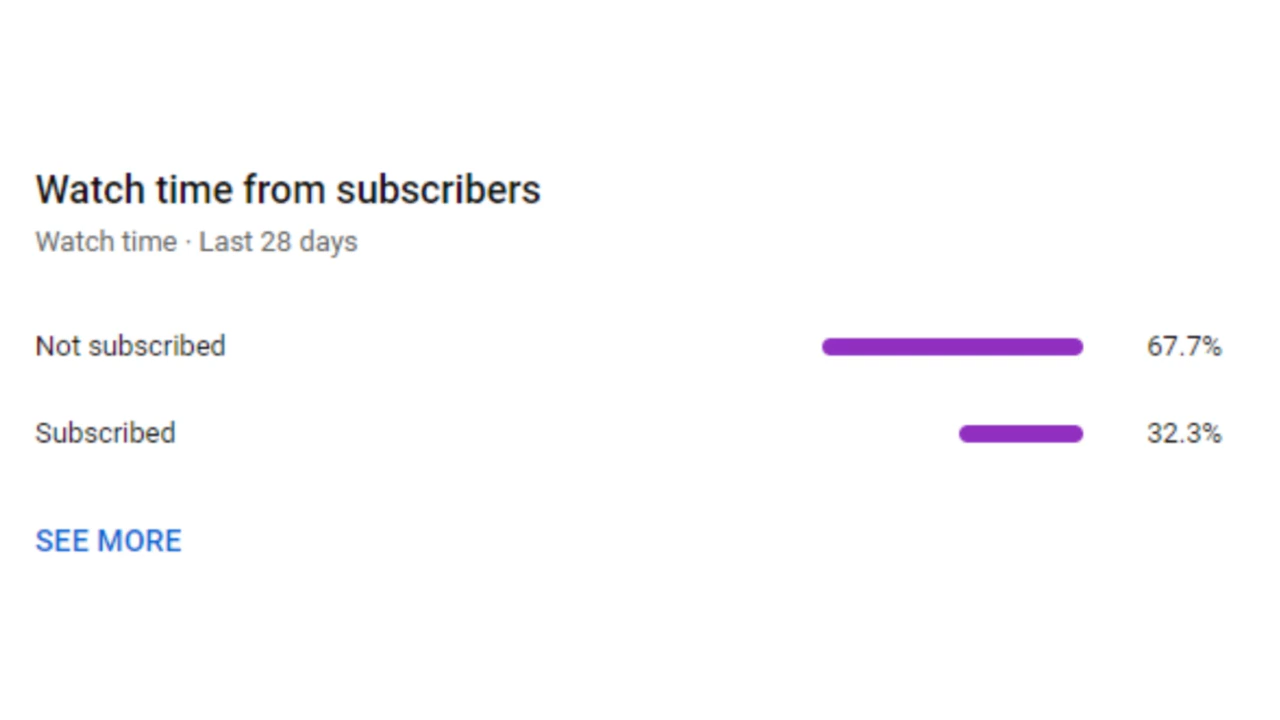 Watch time from subscribers
Watch time · Last 28 days
Not subscribed 67.7%
Subscribed 32.3%
SEE MORE